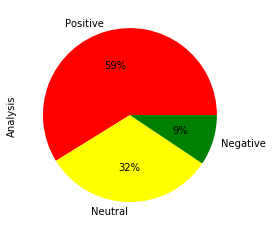 Positive
59%
Analysis
9%
Negative
32%
Neutral